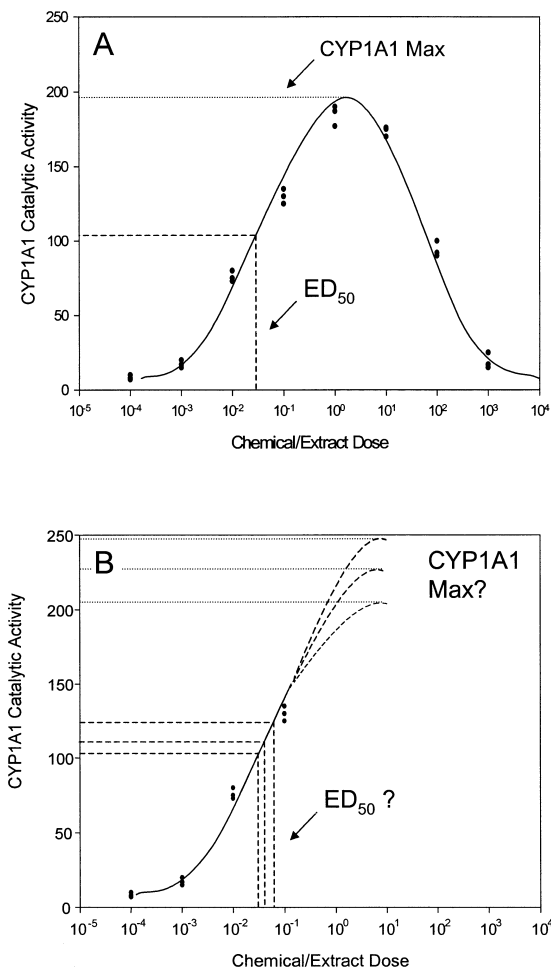 A
CYP1A1 Max
ED50
CYP1A1 Catalytic Activity
250
200
150
100
50
0
10-5 10-4 10-3 10-2 10-1 100 101 102 103 104
Chemical/Extract Dose
B
CYP1A1
Max?
ED50 ?
CYP1A1 Catalytic Activity
250
200
150
100
50
0
10-5 10-4 10-3 10-2 10-1 100 101 102 103 104
Chemical/Extract Dose